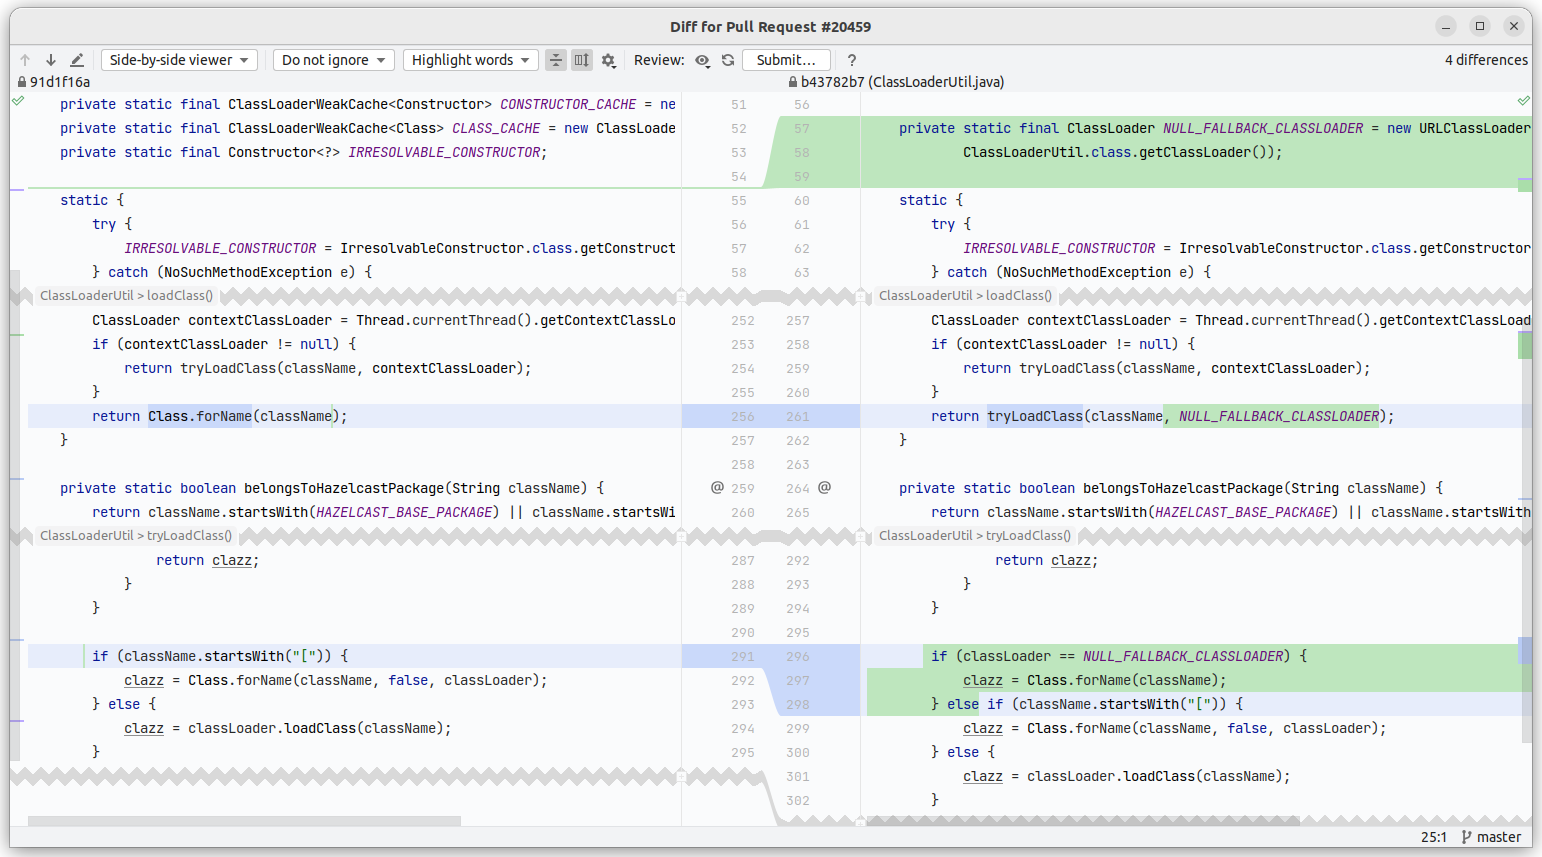 Diff for Pull Request #20459
Side-by-side viewer Do not ignore Highlight words Review: Submit... ? 4 differences
91d1f16a b43782b7 (ClassLoaderUtil.java)
private static final ClassLoaderWeakCache<Constructor> CONSTRUCTOR_CACHE = ne 51 56
private static final ClassLoaderWeakCache<Class> CLASS_CACHE = new ClassLoade 52 57 private static final ClassLoader NULL_FALLBACK_CLASSLOADER = new URLClassLoader
private static final Constructor<?> IRRESOLVABLE_CONSTRUCTOR; 53 58 ClassLoaderUtil.class.getClassLoader());
54 59
static { 55 60 static {
try { 56 61 try {
IRRESOLVABLE_CONSTRUCTOR = IrresolvableConstructor.class.getConstruct 57 62 IRRESOLVABLE_CONSTRUCTOR = IrresolvableConstructor.class.getConstructor
} catch (NoSuchMethodException e) { 58 63 } catch (NoSuchMethodException e) {
ClassLoaderUtil > loadClass() ClassLoaderUtil > loadClass()
ClassLoader contextClassLoader = Thread.currentThread().getContextClassLo 252 257 ClassLoader contextClassLoader = Thread.currentThread().getContextClassLoad
if (contextClassLoader != null) { 253 258 if (contextClassLoader != null) {
return tryLoadClass(className, contextClassLoader); 254 259 return tryLoadClass(className, contextClassLoader);
} 255 260 }
return Class.forName(className); 256 261 return tryLoadClass(className, NULL_FALLBACK_CLASSLOADER);
} 257 262 }
258 263
private static boolean belongsToHazelcastPackage(String className) { @ 259 264 @ private static boolean belongsToHazelcastPackage(String className) {
return className.startsWith(HAZELCAST_BASE_PACKAGE) || className.startsWi 260 265 return className.startsWith(HAZELCAST_BASE_PACKAGE) || className.startsWith
ClassLoaderUtil > tryLoadClass() ClassLoaderUtil > tryLoadClass()
return clazz; 287 292 return clazz;
} 288 293 }
} 289 294 }
290 295
if (className.startsWith("[")) { 291 296 if (classLoader == NULL_FALLBACK_CLASSLOADER) {
clazz = Class.forName(className, false, classLoader); 292 297 clazz = Class.forName(className);
} else { 293 298 } else if (className.startsWith("[")) {
clazz = classLoader.loadClass(className); 294 299 clazz = Class.forName(className, false, classLoader);
} 295 300 } else {
301 clazz = classLoader.loadClass(className);
302 }
25:1 master